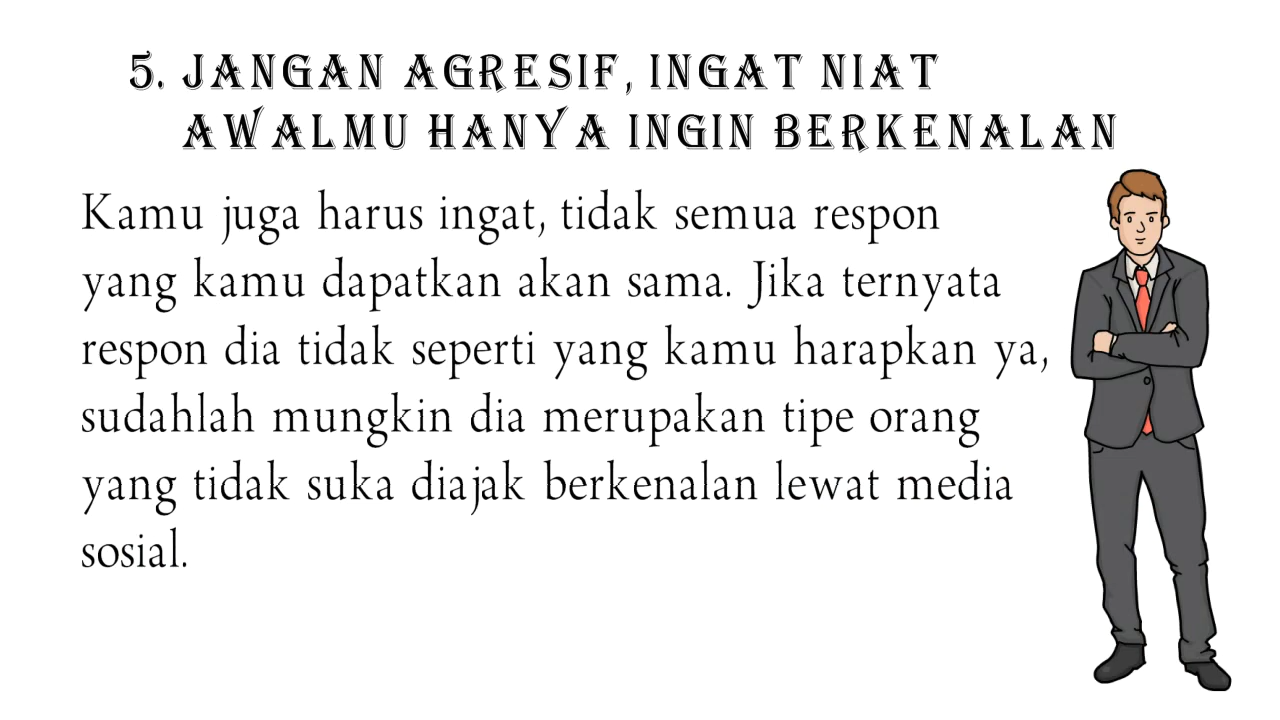 5. JANGAN AGRESIF, INGAT NIAT
AWALMU HANYA INGIN BERKENALAN
Kamu juga harus ingat, tidak semua respon
yang kamu dapatkan akan sama. Jika ternyata
respon dia tidak seperti yang kamu harapkan ya,
sudahlah mungkin dia merupakan tipe orang
yang tidak suka diajak berkenalan lewat media
sosial.